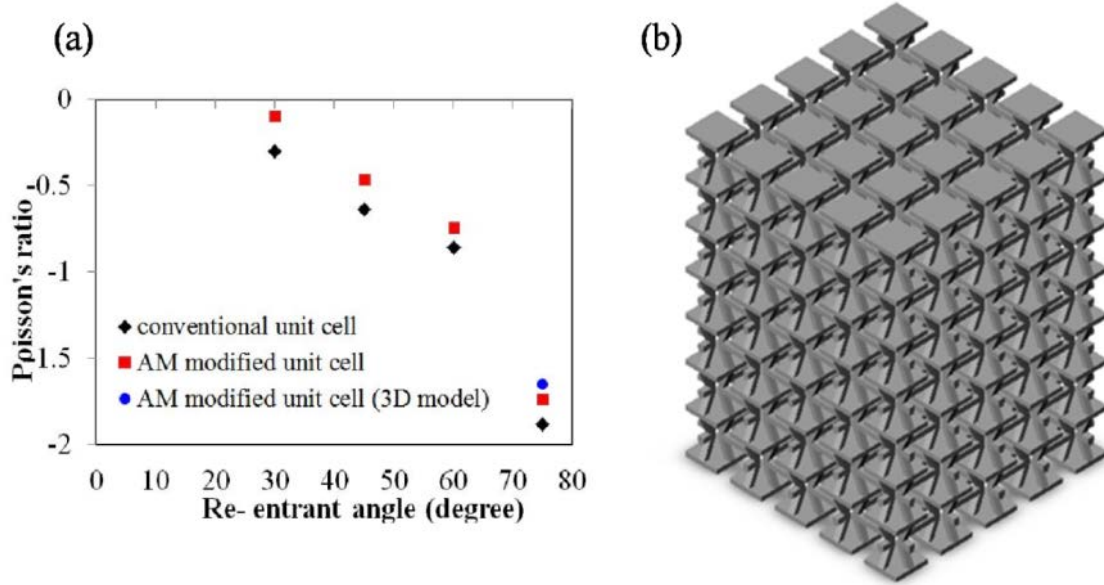 (a)
(b)
0
-0.5
-1
-1.5
-2
Poisson's ratio
conventional unit cell
AM modified unit cell
AM modified unit cell (3D model)
0 10 20 30 40 50 60 70 80
Re- entrant angle (degree)